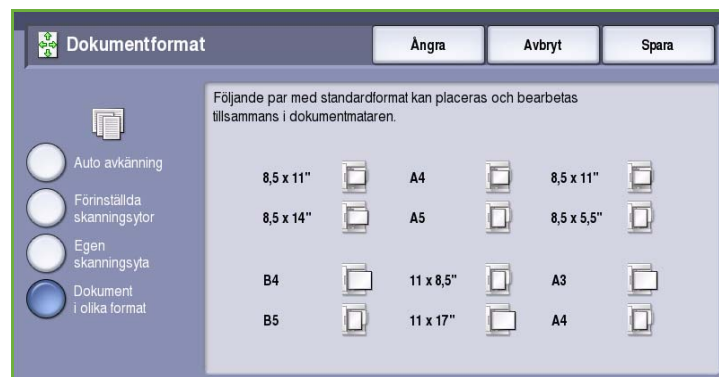 Dokumentformat
Ångra
Avbryt
Spara
Auto avkänning
Förinställda
skanningsytor
Egen
skanningsyta
Dokument
i olika format
Följande par med standardformat kan placeras och bearbetas
tillsammans i dokumentmataren.
8,5 x 11" A4 8,5 x 11"
8,5 x 14" A5 8,5 x 5,5"
B4 11 x 8,5" A3
B5 11 x 17" A4